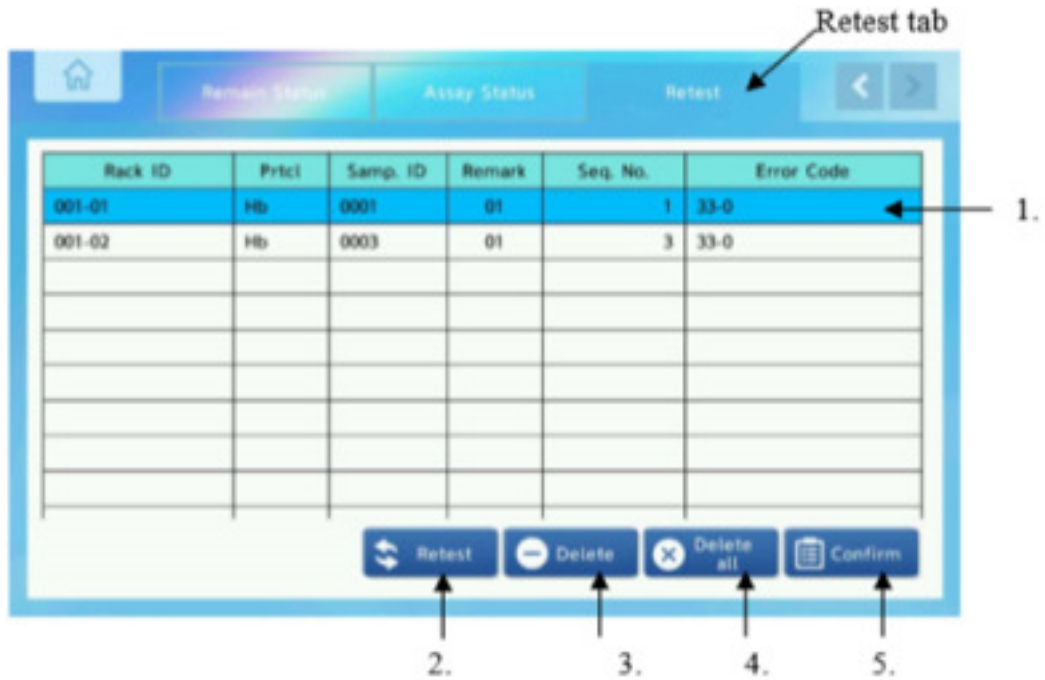 Retest tab
Remain Status Assay Status Retest
Rack ID Prtcl Samp. ID Remark Seq. No. Error Code
001-01 Hb 0001 01 1 33-0
1.
001-02 Hb 0003 01 3 33-0
Retest Delete Delete all Confirm
2. 3. 4. 5.